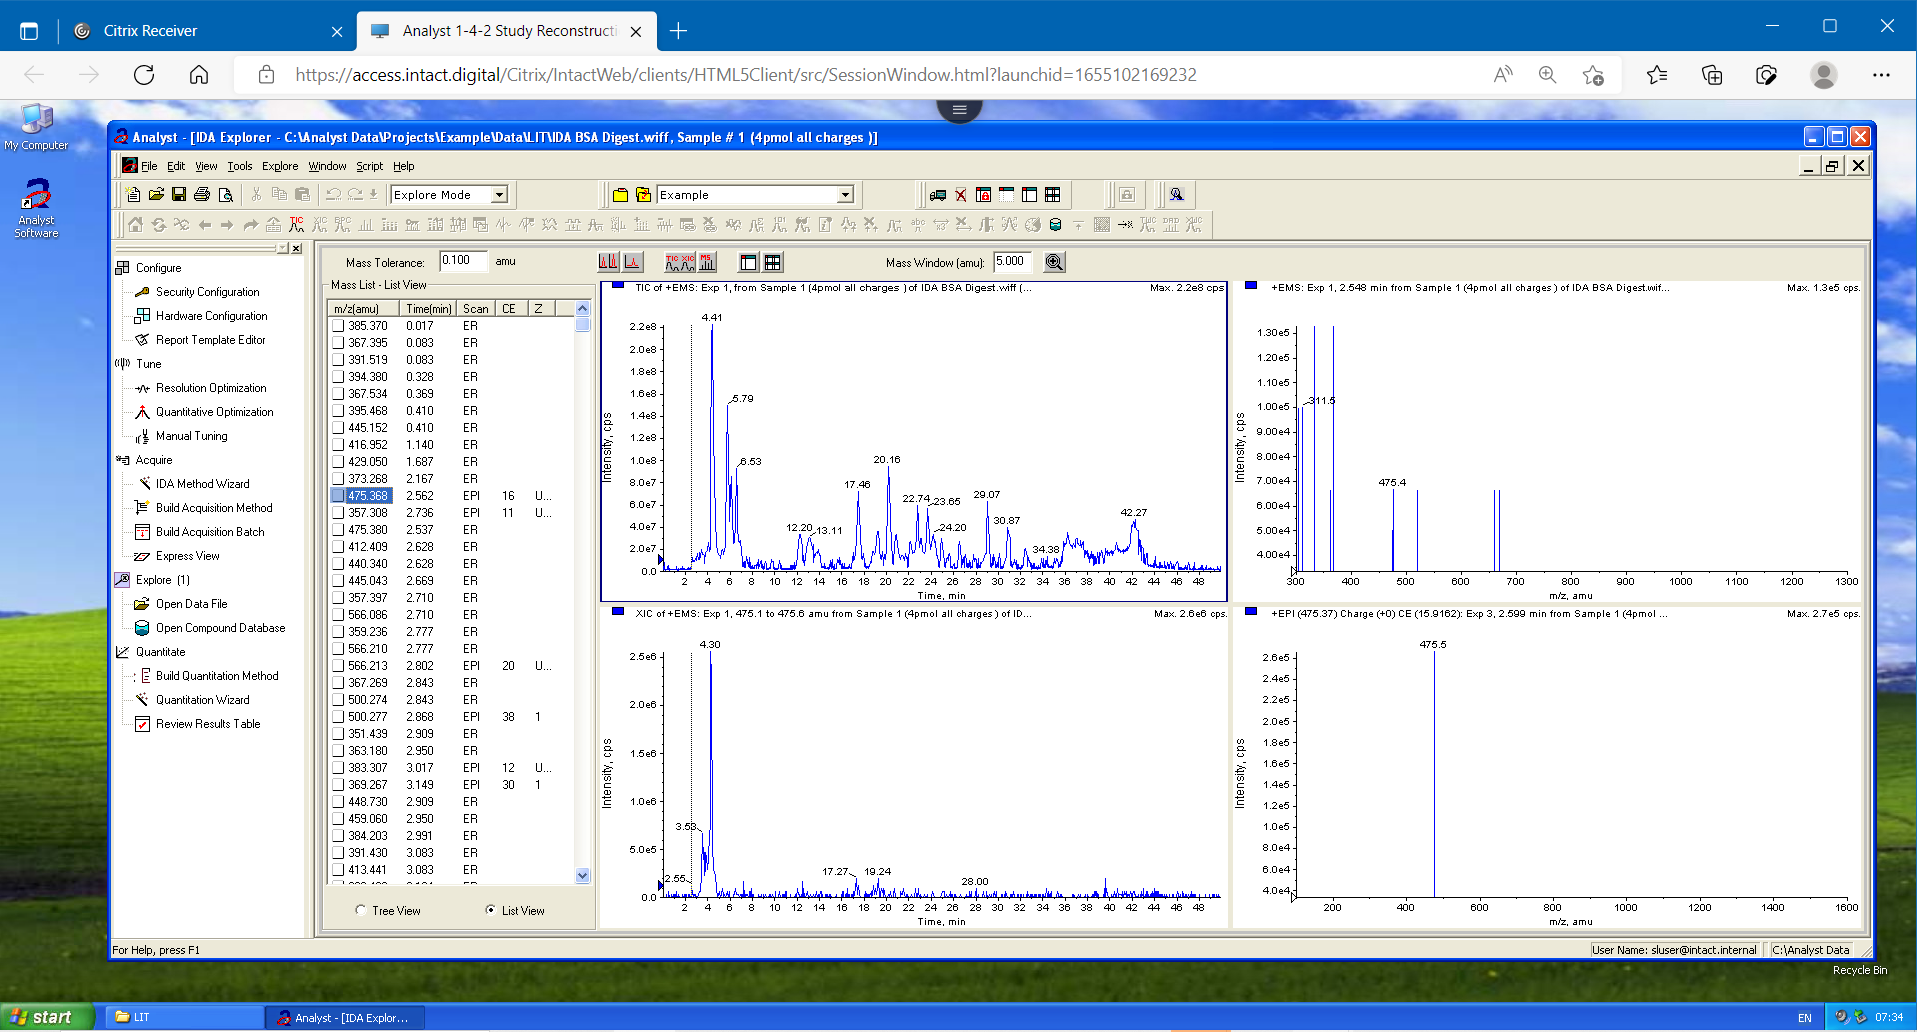 Citrix Receiver
Analyst 1-4-2 Study Reconstructi
https://access.intact.digital/Citrix/IntactWeb/clients/HTML5Client/src/SessionWindow.html?launchid=1655102169232
My Computer
Analyst Software
Analyst - [IDA Explorer - C:\Analyst Data\Projects\Example\Data\LIT\IDA BSA Digest.wiff, Sample # 1 (4pmol all charges )]
File Edit View Tools Explore Window Script Help
Explore Mode
Example
Configure
Security Configuration
Hardware Configuration
Report Template Editor
Tune
Resolution Optimization
Quantitative Optimization
Manual Tuning
Acquire
IDA Method Wizard
Build Acquisition Method
Build Acquisition Batch
Express View
Explore (1)
Open Data File
Open Compound Database
Quantitate
Build Quantitation Method
Quantitation Wizard
Review Results Table
Mass Tolerance: 0.100 amu
TIC XIC MS
Mass Window (amu): 5.000
Mass List - List View
m/z(amu) Time(min) Scan CE Z
385.370 0.017 ER
367.395 0.083 ER
391.519 0.083 ER
394.380 0.328 ER
367.534 0.369 ER
395.468 0.410 ER
445.152 0.410 ER
416.952 1.140 ER
429.050 1.687 ER
373.268 2.167 ER
475.368 2.562 EPI 16 U...
357.308 2.736 EPI 11 U...
475.380 2.537 ER
412.409 2.628 ER
440.340 2.628 ER
445.043 2.669 ER
357.397 2.710 ER
566.086 2.710 ER
359.236 2.777 ER
566.210 2.777 ER
566.213 2.802 EPI 20 U...
367.269 2.843 ER
500.274 2.843 ER
500.277 2.868 EPI 38 1
351.439 2.909 ER
363.180 2.950 ER
383.307 3.017 EPI 12 U...
369.267 3.149 EPI 30 1
448.730 2.909 ER
459.060 2.950 ER
384.203 2.991 ER
391.430 3.083 ER
413.441 3.083 ER
Tree View List View
TIC of +EMS: Exp 1, from Sample 1 (4pmol all charges ) of IDA BSA Digest.wiff (... Max. 2.2e8 cps
Intensity, cps
2.2e8
2.0e8
1.8e8
1.6e8
1.4e8
1.2e8
1.0e8
8.0e7
6.0e7
4.0e7
2.0e7
0.0
4.41
5.79
6.53
12.20
13.11
17.46
20.16
22.74
23.65
24.20
29.07
30.87
34.38
42.27
2 4 6 8 10 12 14 16 18 20 22 24 26 28 30 32 34 36 38 40 42 44 46 48
Time, min
+EMS: Exp 1, 2.548 min from Sample 1 (4pmol all charges ) of IDA BSA Digest.wif... Max. 1.3e5 cps.
Intensity, cps
1.30e5
1.20e5
1.10e5
1.00e5
9.00e4
8.00e4
7.00e4
6.00e4
5.00e4
4.00e4
311.5
475.4
300 400 500 600 700 800 900 1000 1100 1200 1300
m/z, amu
XIC of +EMS: Exp 1, 475.1 to 475.6 amu from Sample 1 (4pmol all charges ) of ID... Max. 2.6e6 cps.
Intensity, cps
2.5e6
2.0e6
1.5e6
1.0e6
5.0e5
0.0
4.30
3.53
2.55
17.27
19.24
28.00
2 4 6 8 10 12 14 16 18 20 22 24 26 28 30 32 34 36 38 40 42 44 46 48
Time, min
+EPI (475.37) Charge (+0) CE (15.9162): Exp 3, 2.599 min from Sample 1 (4pmol ... Max. 2.7e5 cps.
Intensity, cps
2.6e5
2.4e5
2.2e5
2.0e5
1.8e5
1.6e5
1.4e5
1.2e5
1.0e5
8.0e4
6.0e4
4.0e4
475.5
200 400 600 800 1000 1200 1400 1600
m/z, amu
For Help, press F1
User Name: sluser@intact.internal
C:\Analyst Data
Recycle Bin
start
LIT
Analyst - [IDA Explor...
EN
07:34